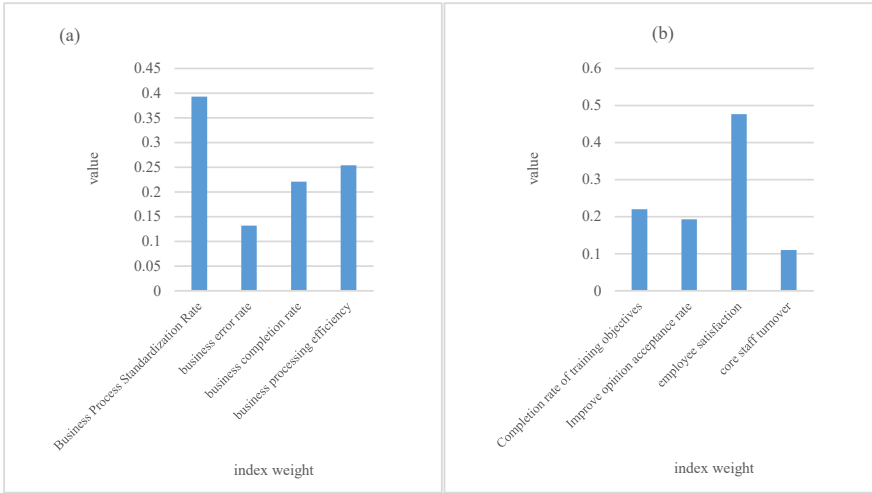 (a)
0.45
0.4
0.35
0.3
0.25
0.2
0.15
0.1
0.05
0
value
Business Process Standardization Rate
business error rate
business completion rate
business processing efficiency
index weight
(b)
0.6
0.5
0.4
0.3
0.2
0.1
0
value
Completion rate of training objectives
Improve opinion acceptance rate
employee satisfaction
core staff turnover
index weight